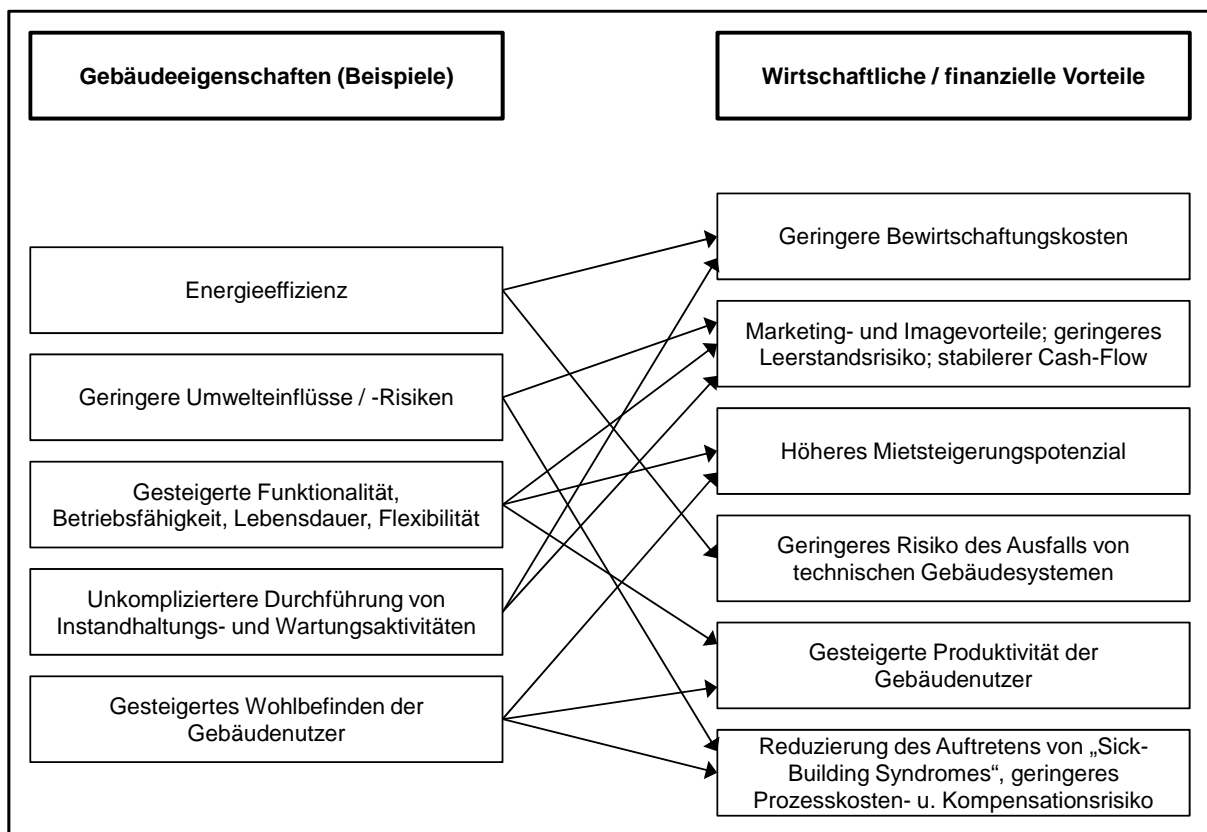 Gebäudeeigenschaften (Beispiele)
Wirtschaftliche / finanzielle Vorteile
Energieeffizienz
Geringere Umwelteinflüsse / -Risiken
Gesteigerte Funktionalität,
Betriebsfähigkeit, Lebensdauer, Flexibilität
Unkompliziertere Durchführung von
Instandhaltungs- und Wartungsaktivitäten
Gesteigertes Wohlbefinden der
Gebäudenutzer
Geringere Bewirtschaftungskosten
Marketing- und Imagevorteile; geringeres
Leerstandsrisiko; stabilerer Cash-Flow
Höheres Mietsteigerungspotenzial
Geringeres Risiko des Ausfalls von
technischen Gebäudesystemen
Gesteigerte Produktivität der
Gebäudenutzer
Reduzierung des Auftretens von „Sick-
Building Syndromes“, geringeres
Prozesskosten- u. Kompensationsrisiko